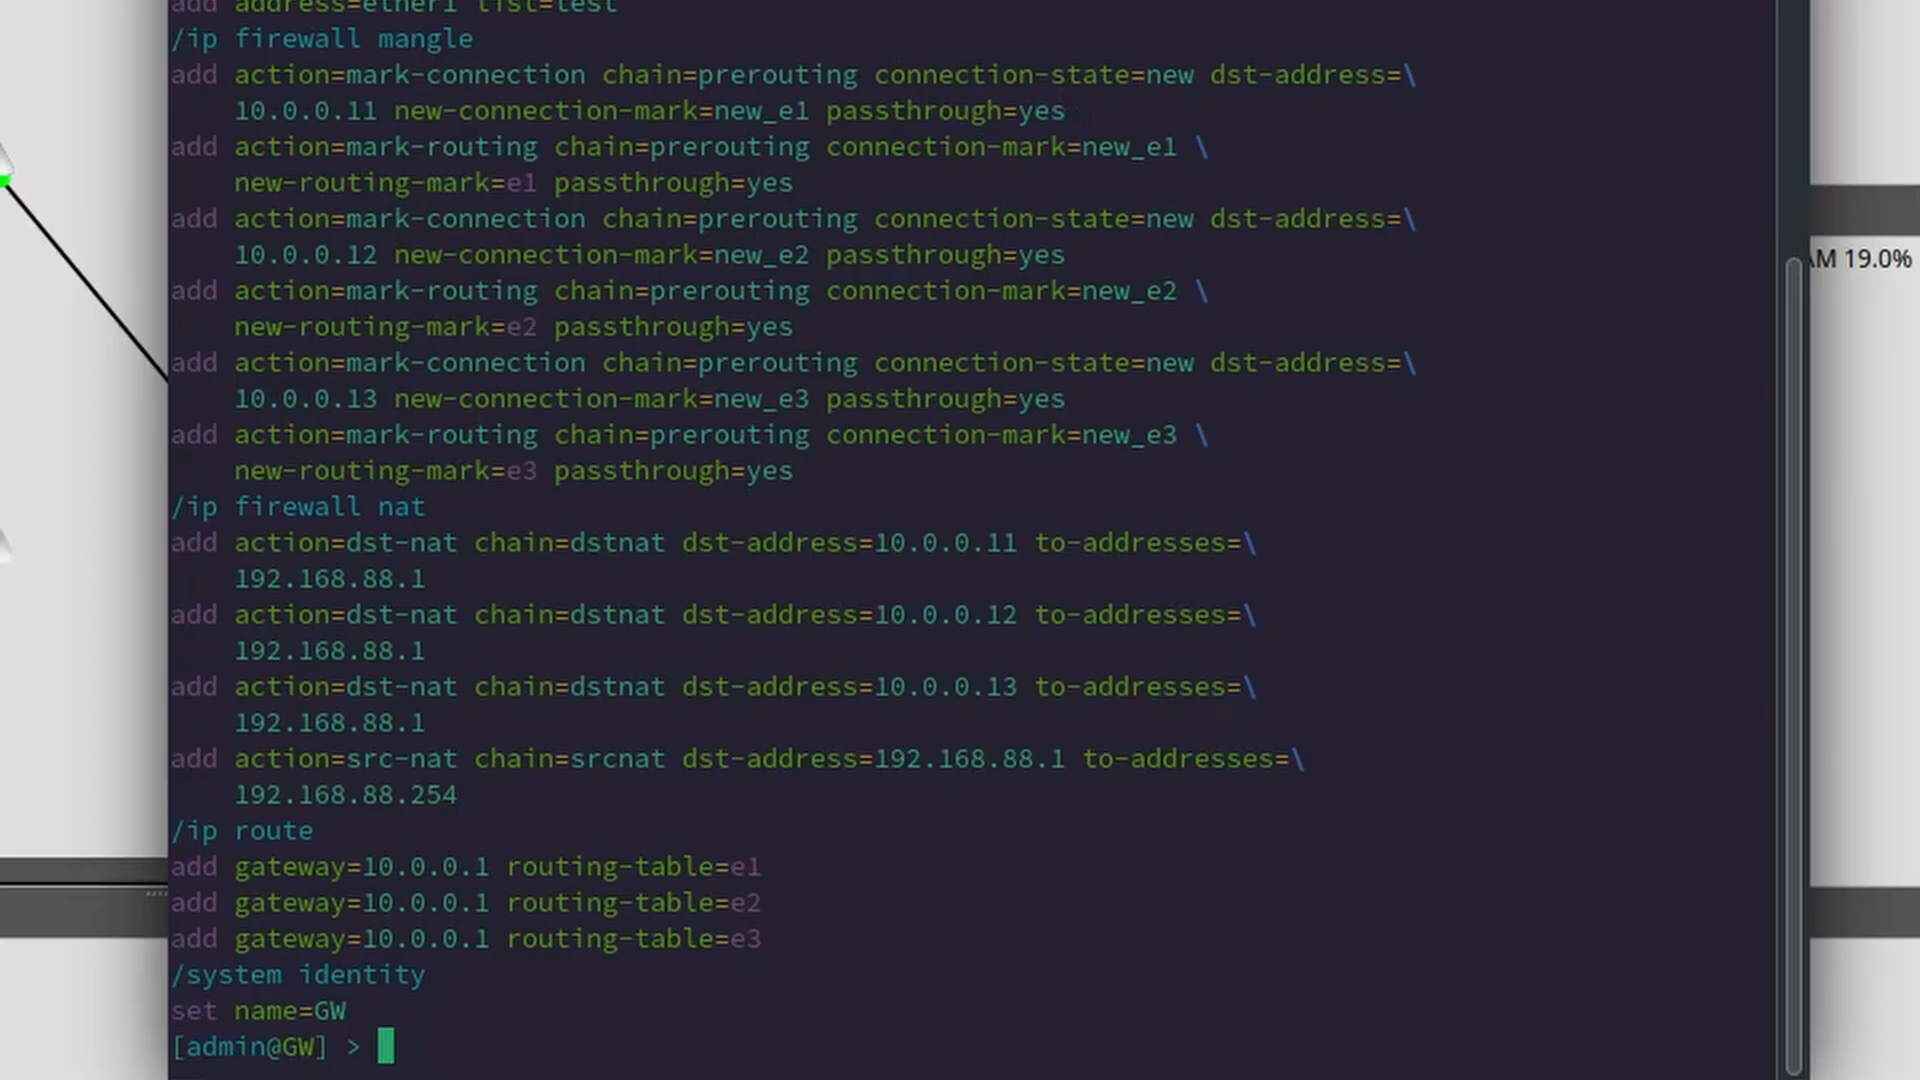 add address=ether1 list=test
/ip firewall mangle
add action=mark-connection chain=prerouting connection-state=new dst-address=\
10.0.0.11 new-connection-mark=new_e1 passthrough=yes
add action=mark-routing chain=prerouting connection-mark=new_e1 \
new-routing-mark=e1 passthrough=yes
add action=mark-connection chain=prerouting connection-state=new dst-address=\
10.0.0.12 new-connection-mark=new_e2 passthrough=yes
add action=mark-routing chain=prerouting connection-mark=new_e2 \
new-routing-mark=e2 passthrough=yes
add action=mark-connection chain=prerouting connection-state=new dst-address=\
10.0.0.13 new-connection-mark=new_e3 passthrough=yes
add action=mark-routing chain=prerouting connection-mark=new_e3 \
new-routing-mark=e3 passthrough=yes
/ip firewall nat
add action=dst-nat chain=dstnat dst-address=10.0.0.11 to-addresses=\
192.168.88.1
add action=dst-nat chain=dstnat dst-address=10.0.0.12 to-addresses=\
192.168.88.1
add action=dst-nat chain=dstnat dst-address=10.0.0.13 to-addresses=\
192.168.88.1
add action=src-nat chain=srcnat dst-address=192.168.88.1 to-addresses=\
192.168.88.254
/ip route
add gateway=10.0.0.1 routing-table=e1
add gateway=10.0.0.1 routing-table=e2
add gateway=10.0.0.1 routing-table=e3
/system identity
set name=GW
[admin@GW] >
19.0%